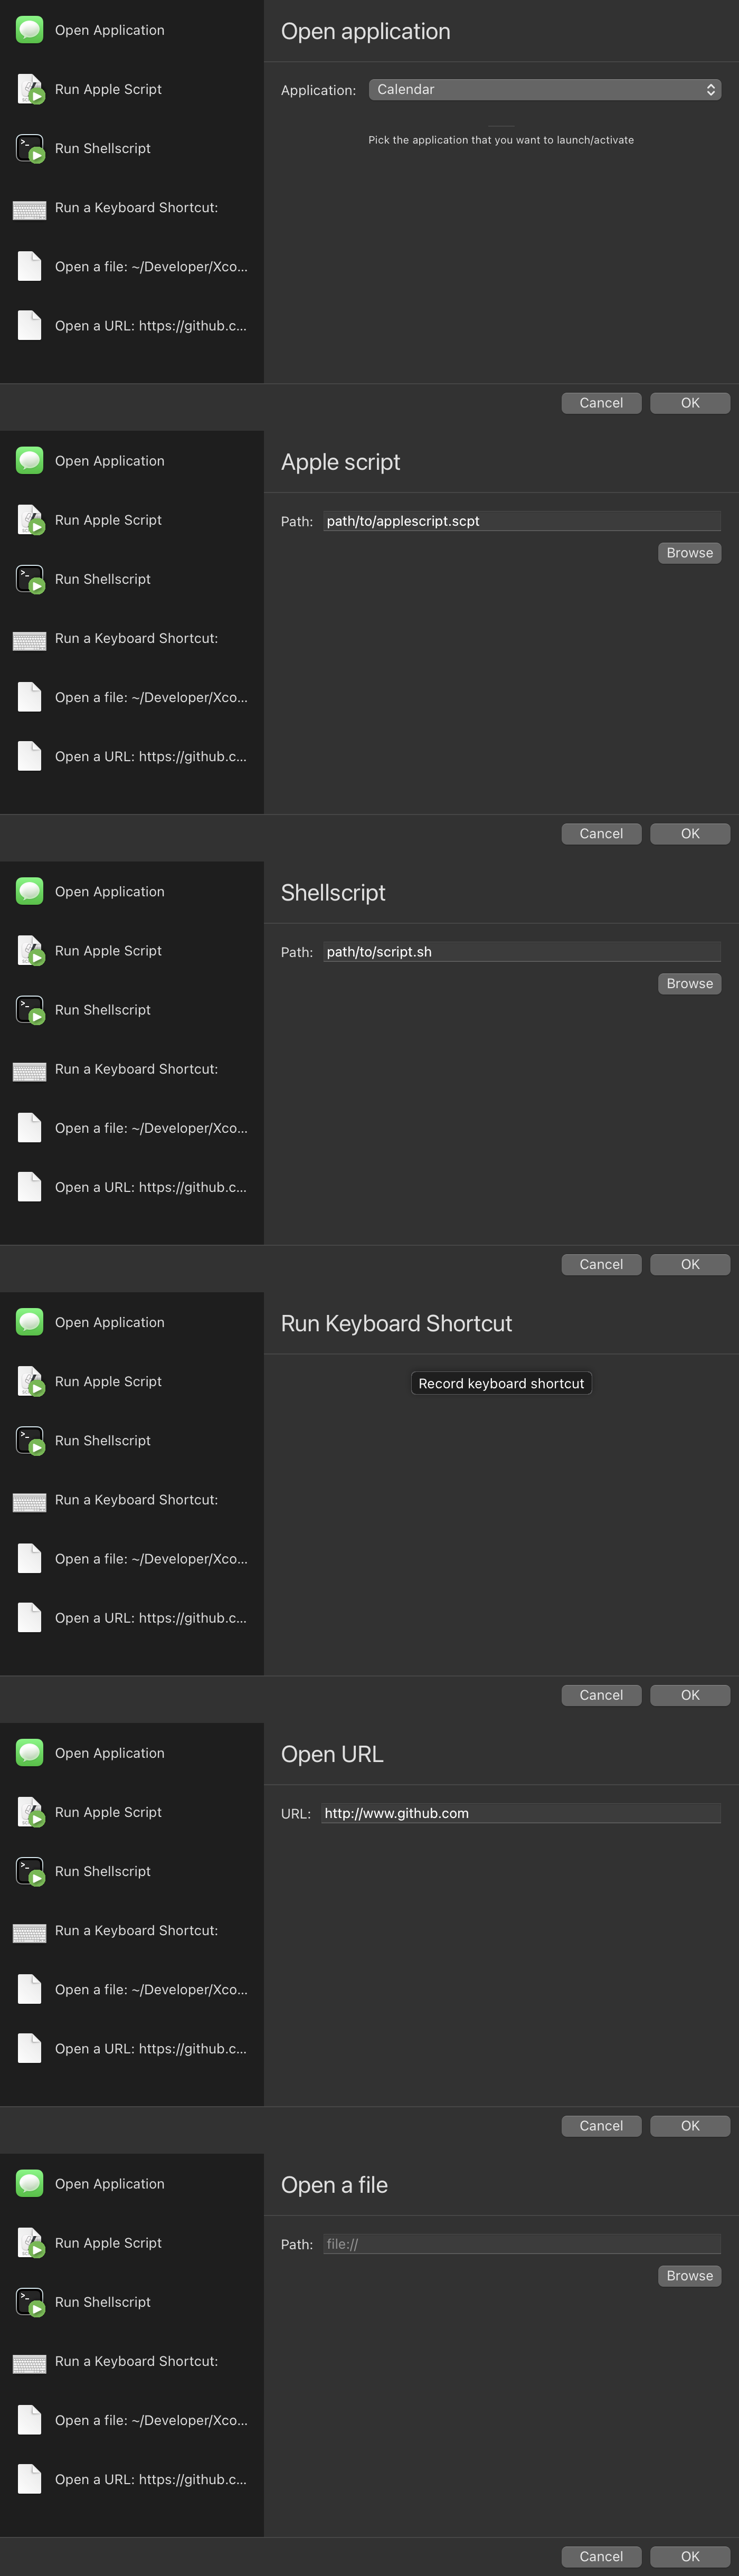 Open Application
Run Apple Script
Run Shellscript
Run a Keyboard Shortcut:
Open a file: ~/Developer/Xco...
Open a URL: https://github.c...
Open application
Application: Calendar
Pick the application that you want to launch/activate
Cancel OK
Open Application
Run Apple Script
Run Shellscript
Run a Keyboard Shortcut:
Open a file: ~/Developer/Xco...
Open a URL: https://github.c...
Apple script
Path: path/to/applescript.scpt
Browse
Cancel OK
Open Application
Run Apple Script
Run Shellscript
Run a Keyboard Shortcut:
Open a file: ~/Developer/Xco...
Open a URL: https://github.c...
Shellscript
Path: path/to/script.sh
Browse
Cancel OK
Open Application
Run Apple Script
Run Shellscript
Run a Keyboard Shortcut:
Open a file: ~/Developer/Xco...
Open a URL: https://github.c...
Run Keyboard Shortcut
Record keyboard shortcut
Cancel OK
Open Application
Run Apple Script
Run Shellscript
Run a Keyboard Shortcut:
Open a file: ~/Developer/Xco...
Open a URL: https://github.c...
Open URL
URL: http://www.github.com
Cancel OK
Open Application
Run Apple Script
Run Shellscript
Run a Keyboard Shortcut:
Open a file: ~/Developer/Xco...
Open a URL: https://github.c...
Open a file
Path: file://
Browse
Cancel OK